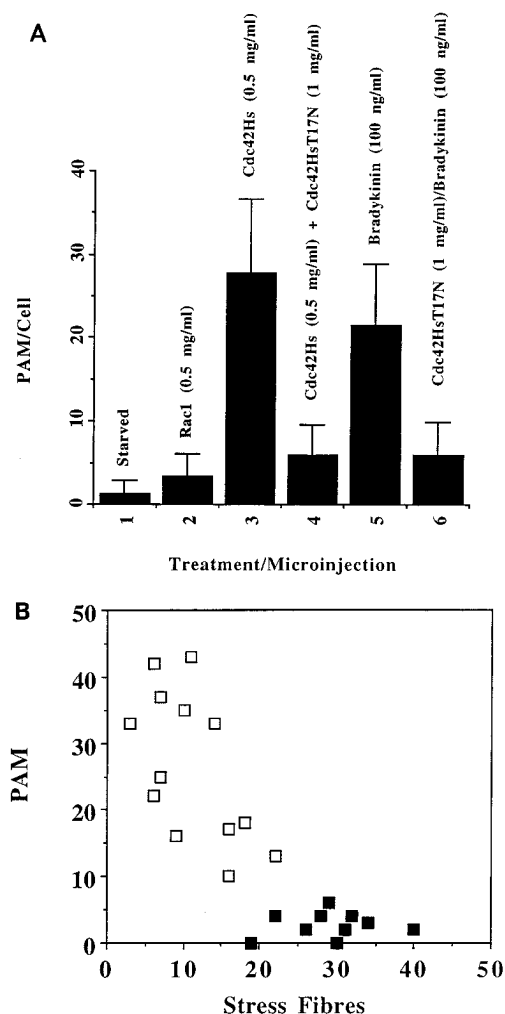 A
PAM/Cell
40
30
20
10
0
Starved
Rac1 (0.5 mg/ml)
Cdc42Hs (0.5 mg/ml)
Cdc42Hs (0.5 mg/ml) + Cdc42HsT17N (1 mg/ml)
Bradykinin (100 ng/ml)
Cdc42HsT17N (1 mg/ml)/Bradykinin (100 ng/ml)
1 2 3 4 5 6
Treatment/Microinjection
B
PAM
50
40
30
20
10
0
0 10 20 30 40 50
Stress Fibres